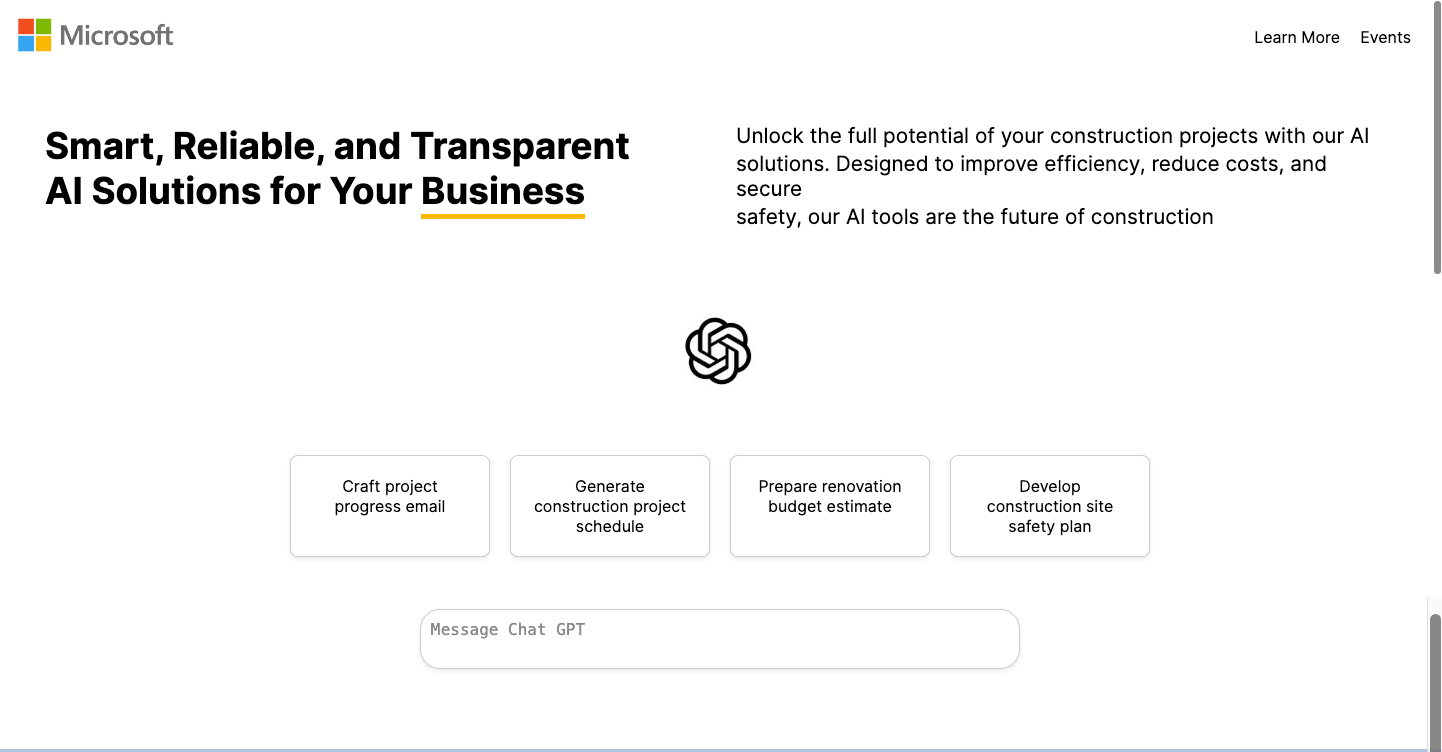 Microsoft
Learn More
Events
Smart, Reliable, and Transparent
AI Solutions for Your Business
Unlock the full potential of your construction projects with our AI
solutions. Designed to improve efficiency, reduce costs, and
secure
safety, our AI tools are the future of construction
Craft project
progress email
Generate
construction project
schedule
Prepare renovation
budget estimate
Develop
construction site
safety plan
Message Chat GPT